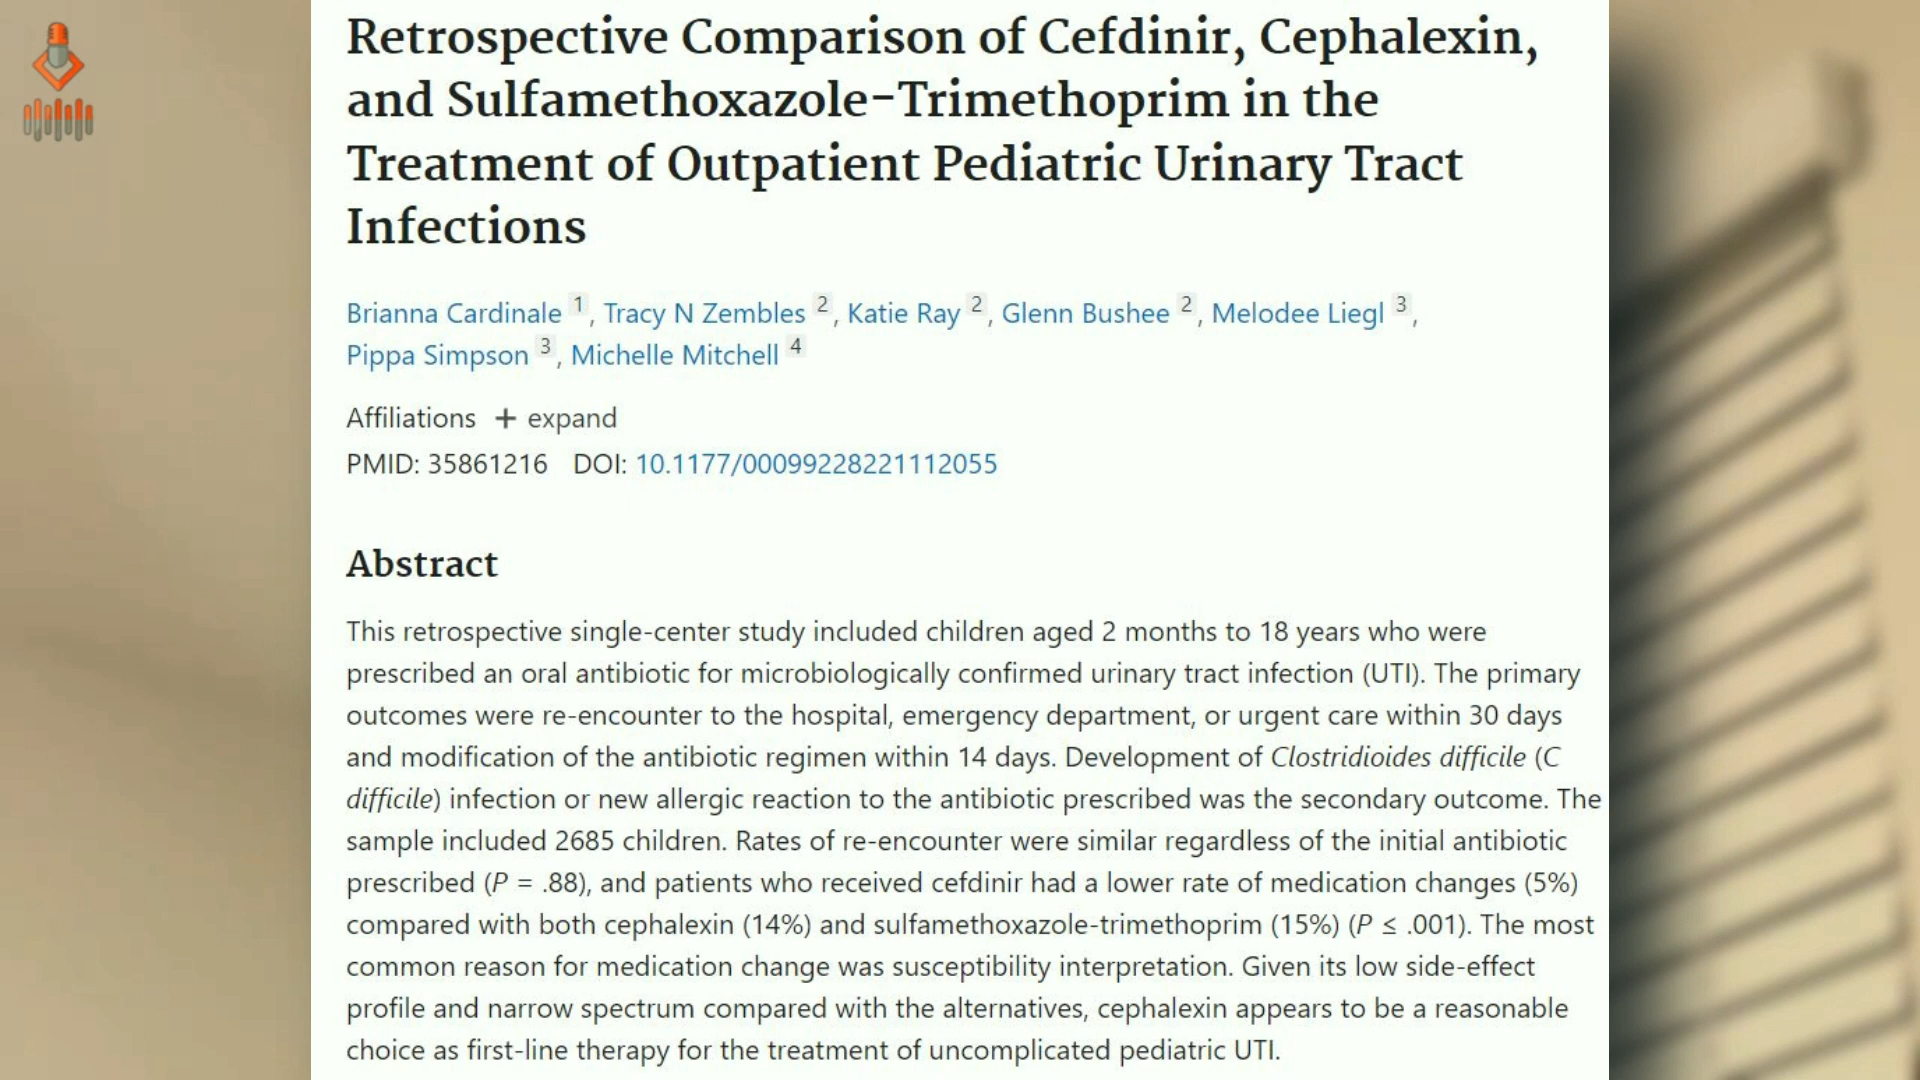 Retrospective Comparison of Cefdinir, Cephalexin,
and Sulfamethoxazole-Trimethoprim in the
Treatment of Outpatient Pediatric Urinary Tract
Infections
Brianna Cardinale 1, Tracy N Zembles 2, Katie Ray 2, Glenn Bushee 2, Melodee Liegl 3,
Pippa Simpson 3, Michelle Mitchell 4
Affiliations + expand
PMID: 35861216 DOI: 10.1177/00099228221112055
Abstract
This retrospective single-center study included children aged 2 months to 18 years who were
prescribed an oral antibiotic for microbiologically confirmed urinary tract infection (UTI). The primary
outcomes were re-encounter to the hospital, emergency department, or urgent care within 30 days
and modification of the antibiotic regimen within 14 days. Development of Clostridioides difficile (C
difficile) infection or new allergic reaction to the antibiotic prescribed was the secondary outcome. The
sample included 2685 children. Rates of re-encounter were similar regardless of the initial antibiotic
prescribed (P = .88), and patients who received cefdinir had a lower rate of medication changes (5%)
compared with both cephalexin (14%) and sulfamethoxazole-trimethoprim (15%) (P ≤ .001). The most
common reason for medication change was susceptibility interpretation. Given its low side-effect
profile and narrow spectrum compared with the alternatives, cephalexin appears to be a reasonable
choice as first-line therapy for the treatment of uncomplicated pediatric UTI.